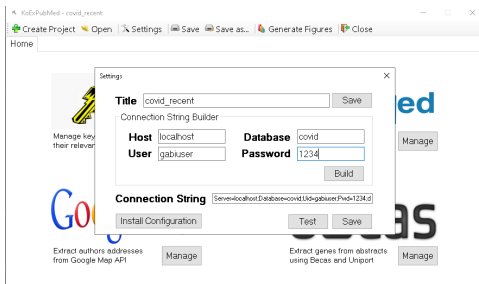 KoExPubMed - covid_recent
Create Project Open Settings Save Save as... Generate Figures Close
Home
Settings
Title covid_recent Save
Connection String Builder
Host localhost Database covid
User gabiuser Password 1234
Build
Connection String Server=localhost;Database=covid;Uid=gabiuser;Pwd=1234;d
Install Configuration Test Save
ed
Manage key
their relevan
Manage
Goo
as
Extract authors addresses
from Google Map API
Manage
Extract genes from abstracts
using Becas and Uniport
Manage